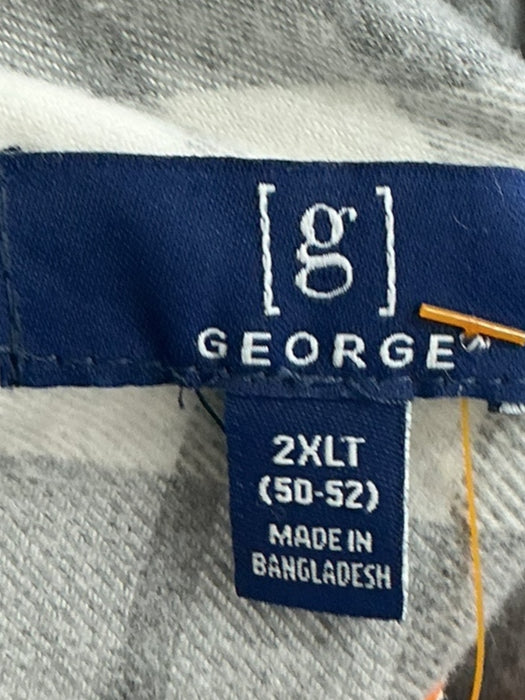 [g]
GEORGE
2XLT
(50-52)
MADE IN
BANGLADESH